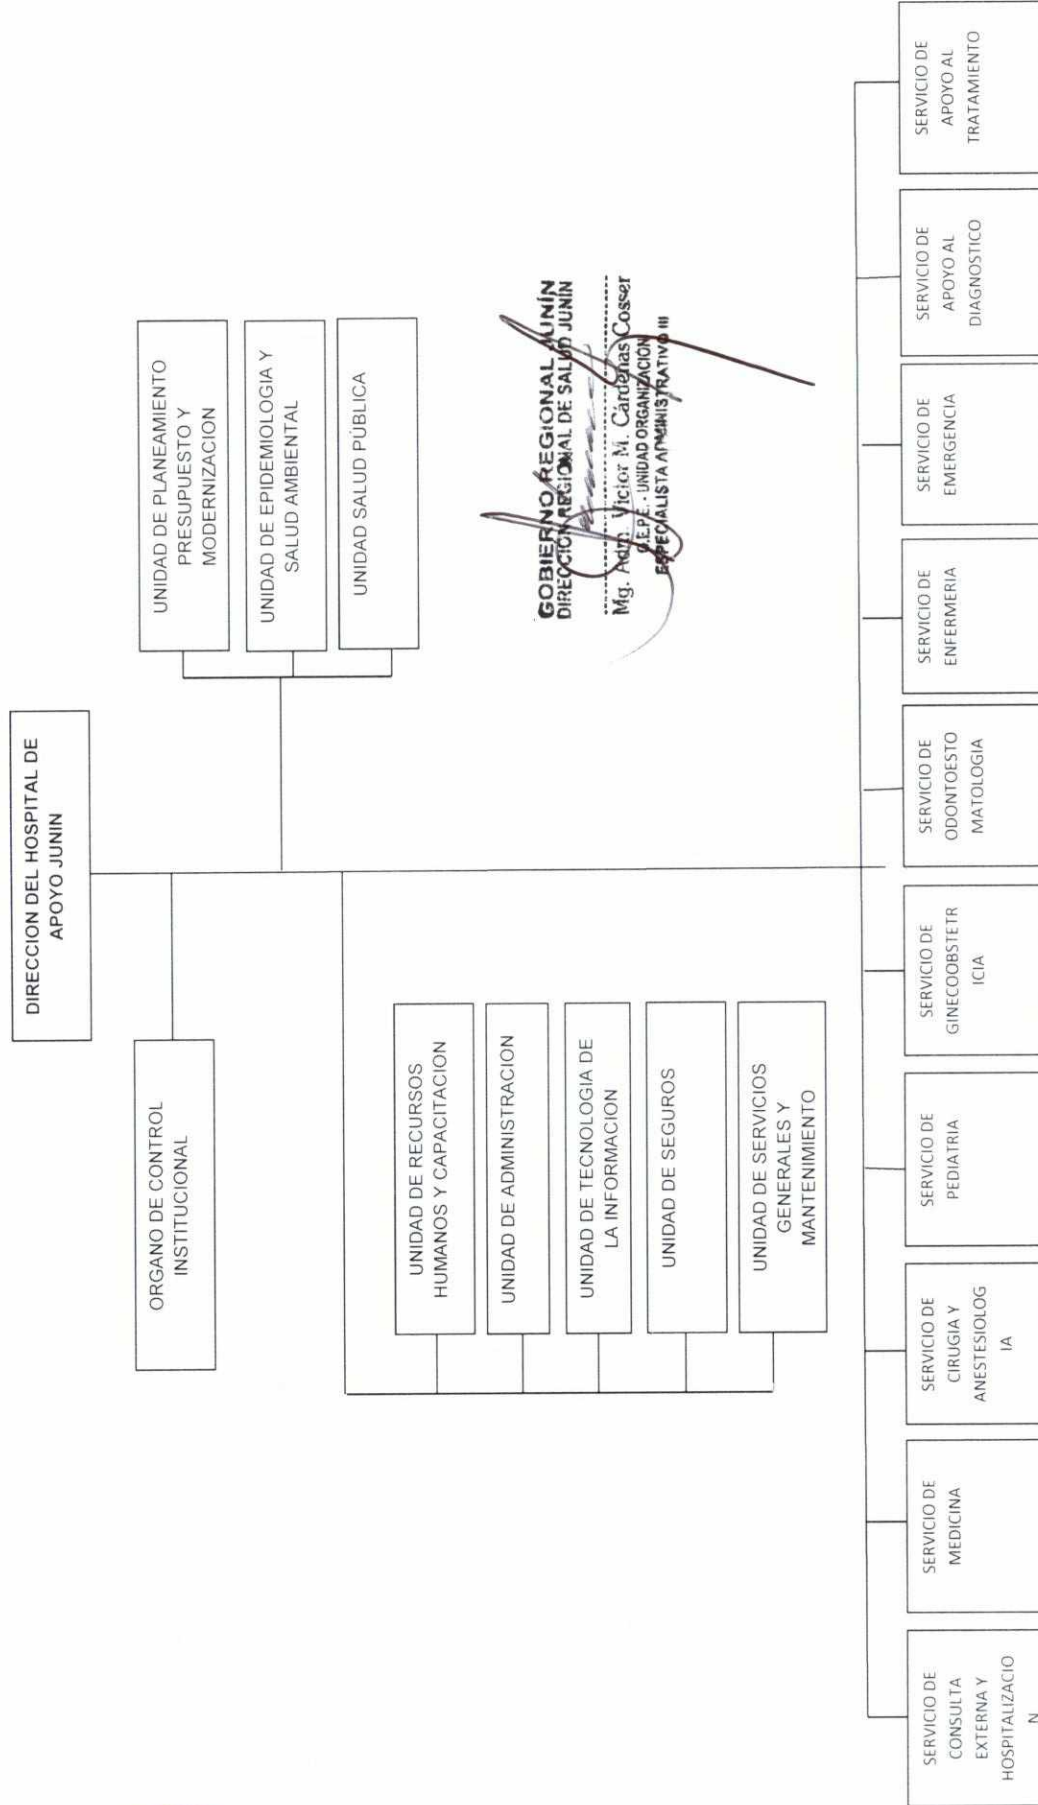 DIRECCION DEL HOSPITAL DE
APOYO JUNIN
ORGANO DE CONTROL
INSTITUCIONAL
UNIDAD DE PLANEAMIENTO
PRESUPUESTO Y
MODERNIZACION
UNIDAD DE EPIDEMIOLOGIA Y
SALUD AMBIENTAL
UNIDAD SALUD PÚBLICA
UNIDAD DE RECURSOS
HUMANOS Y CAPACITACION
UNIDAD DE ADMINISTRACION
UNIDAD DE TECNOLOGIA DE
LA INFORMACION
UNIDAD DE SEGUROS
UNIDAD DE SERVICIOS
GENERALES Y
MANTENIMIENTO
GOBIERNO REGIONAL JUNÍN
DIRECCIÓN REGIONAL DE SALUD JUNÍN
Mg. Adm. Victor M. Cárdenas Cosser
O.E.P.E. - UNIDAD ORGANIZACIÓN
ESPECIALISTA ADMINISTRATIVO III
SERVICIO DE
CONSULTA
EXTERNA Y
HOSPITALIZACIO
N
SERVICIO DE
MEDICINA
SERVICIO DE
CIRUGIA Y
ANESTESIOLOG
IA
SERVICIO DE
PEDIATRIA
SERVICIO DE
GINECOOBSTETR
ICIA
SERVICIO DE
ODONTOESTO
MATOLOGIA
SERVICIO DE
ENFERMERIA
SERVICIO DE
EMERGENCIA
SERVICIO DE
APOYO AL
DIAGNOSTICO
SERVICIO DE
APOYO AL
TRATAMIENTO